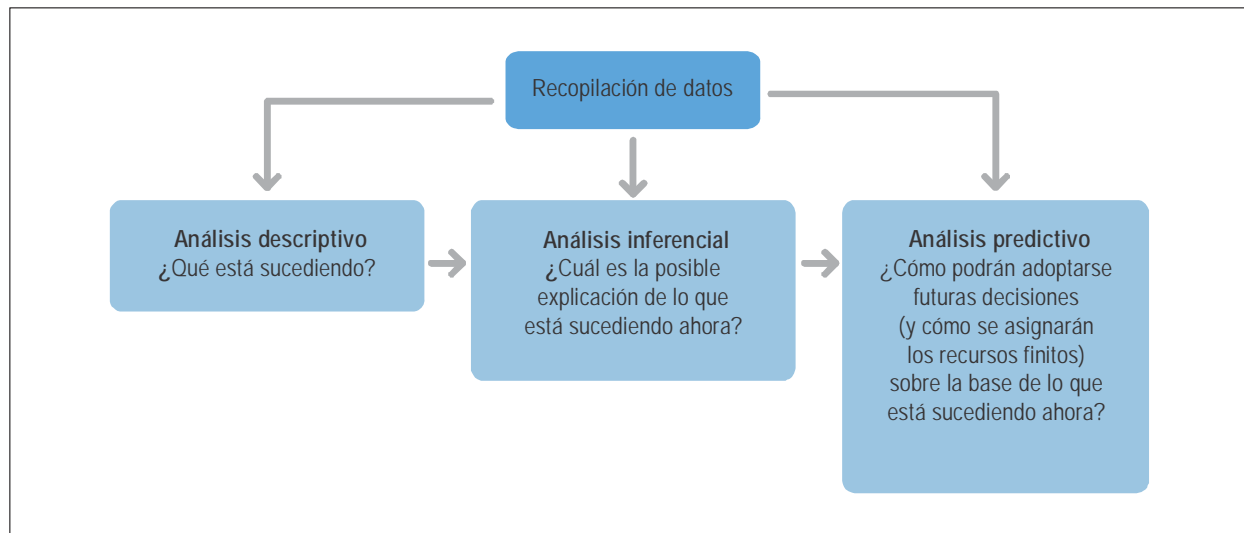 Recopilación de datos
Análisis descriptivo
¿Qué está sucediendo?
Análisis inferencial
¿Cuál es la posible
explicación de lo que
está sucediendo ahora?
Análisis predictivo
¿Cómo podrán adoptarse
futuras decisiones
(y cómo se asignarán
los recursos finitos)
sobre la base de lo que
está sucediendo ahora?